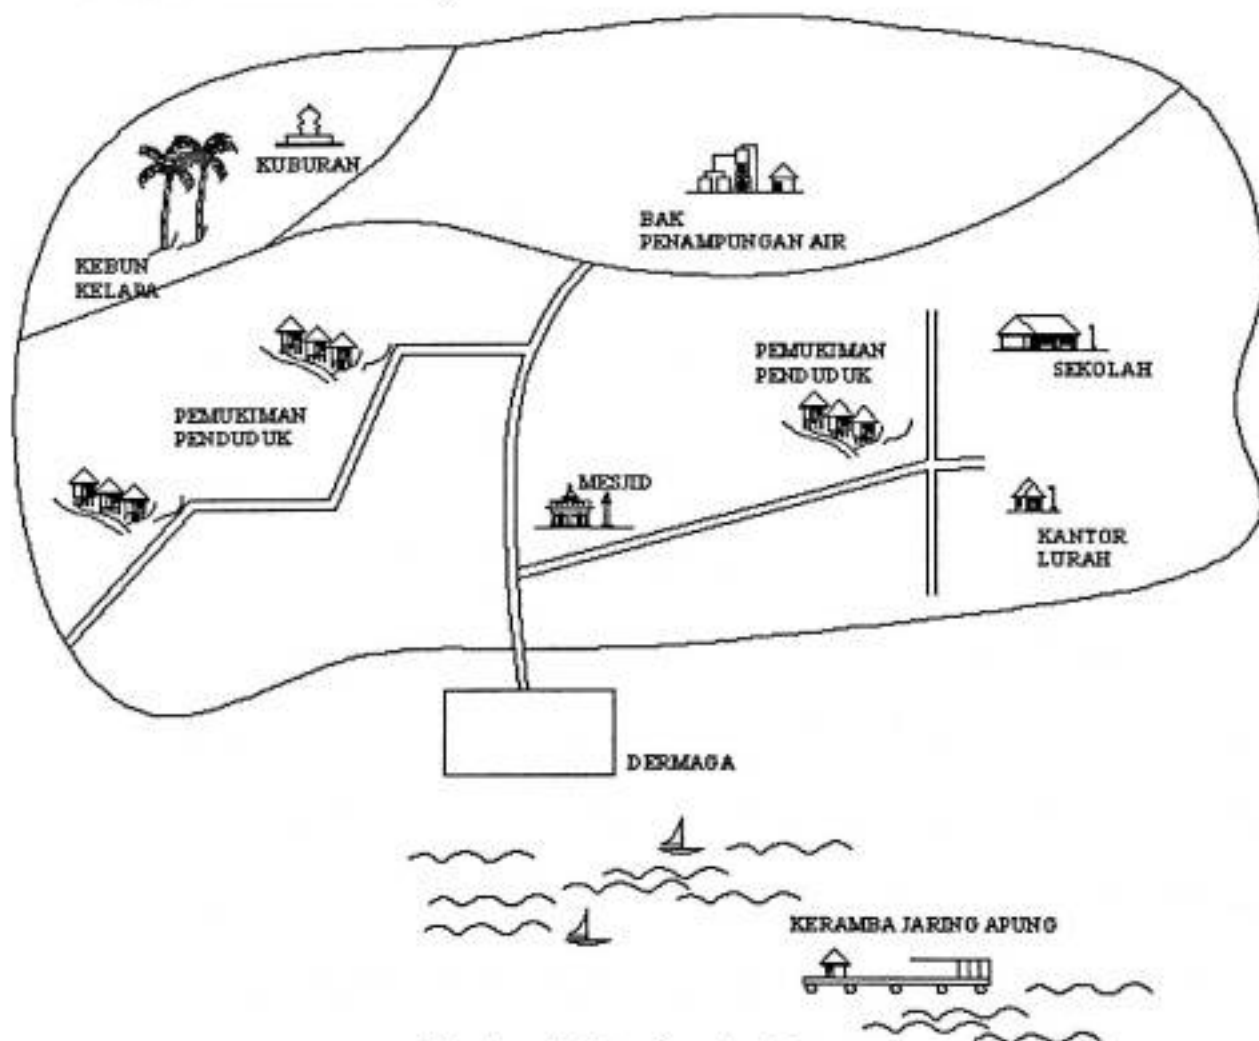 KUBURAN
KEBUN
KELAPA
BAK
PENAMPUNGAN AIR
PEMUKIMAN
PENDUDUK
SEKOLAH
PEMUKIMAN
PENDUDUK
MESJID
KANTOR
LURAH
DERMAGA
KERAMBA JARING APUNG